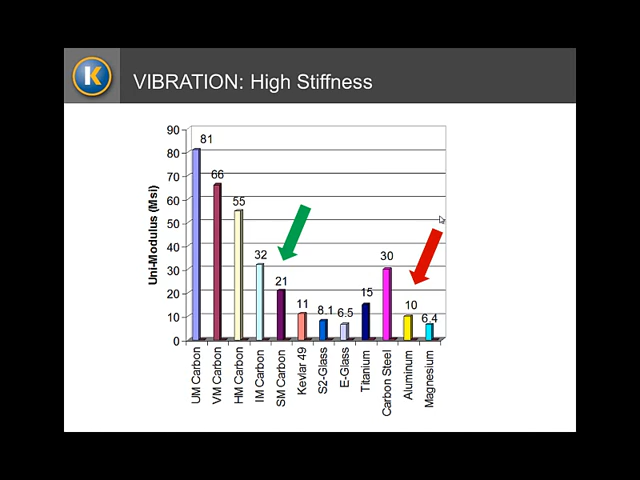 K
VIBRATION: High Stiffness
Uni-Modulus (Msi)
90
80
70
60
50
40
30
20
10
0
81
66
55
32
21
11
8.1
6.5
15
30
10
6.4
UM Carbon
VM Carbon
HM Carbon
IM Carbon
SM Carbon
Kevlar 49
S2-Glass
E-Glass
Titanium
Carbon Steel
Aluminum
Magnesium